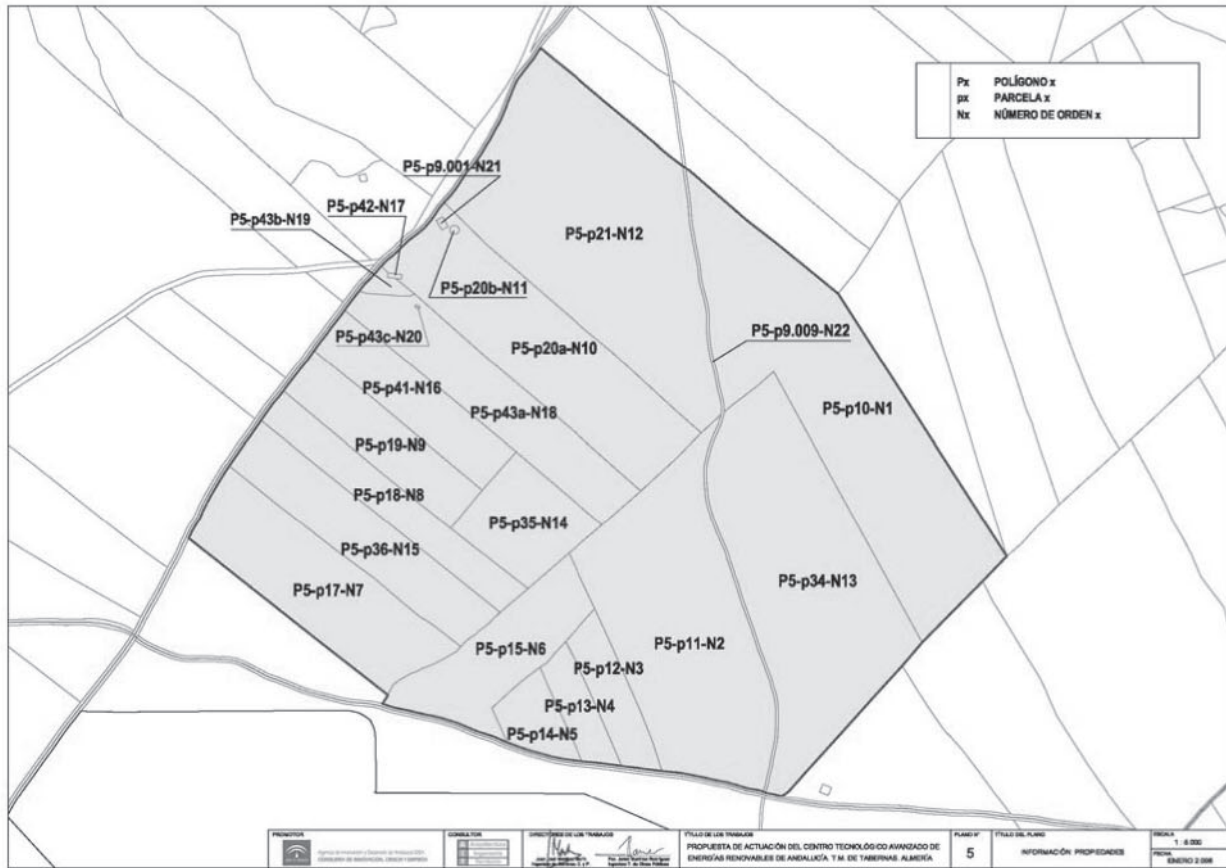 Px POLÍGONO x
px PARCELA x
Nx NÚMERO DE ORDEN x
P5-p9.001-N21
P5-p42-N17
P5-p43b-N19
P5-p21-N12
P5-p20b-N11
P5-p43c-N20
P5-p9.009-N22
P5-p20a-N10
P5-p41-N16
P5-p10-N1
P5-p43a-N18
P5-p19-N9
P5-p18-N8
P5-p35-N14
P5-p36-N15
P5-p17-N7
P5-p34-N13
P5-p15-N6
P5-p11-N2
P5-p12-N3
P5-p13-N4
P5-p14-N5
PROMOTOR
CONSULTOR
DIRECTORES DE LOS TRABAJOS
TÍTULO DE LOS TRABAJOS
PROPUESTA DE ACTUACIÓN DEL CENTRO TECNOLÓGICO AVANZADO DE
ENERGÍAS RENOVABLES DE ANDALUCÍA T.M. DE TABERNAS. ALMERÍA
PLANO Nº
5
TÍTULO DEL PLANO
INFORMACIÓN PROPIEDADES
ESCALA
1 : 6.000
FECHA
ENERO 2.008